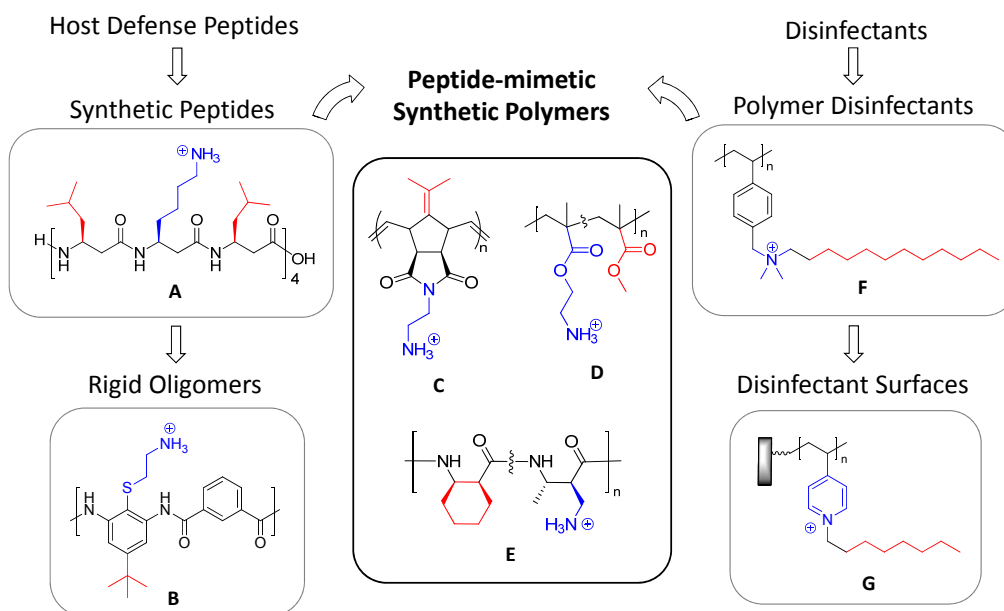 Host Defense Peptides
Disinfectants
Peptide-mimetic
Synthetic Polymers
Synthetic Peptides
Polymer Disinfectants
⊕
NH3
O
O
O
H
N
H
N
H
N
H
OH
4
A
n
O
O
N
NH3
⊕
C
n
O
O
O
O
NH3
⊕
D
n
N
⊕
F
Rigid Oligomers
Disinfectant Surfaces
⊕
NH3
S
H
N
NH
O
O
n
B
NH
O
NH
O
n
H3N
⊕
E
n
N
⊕
G